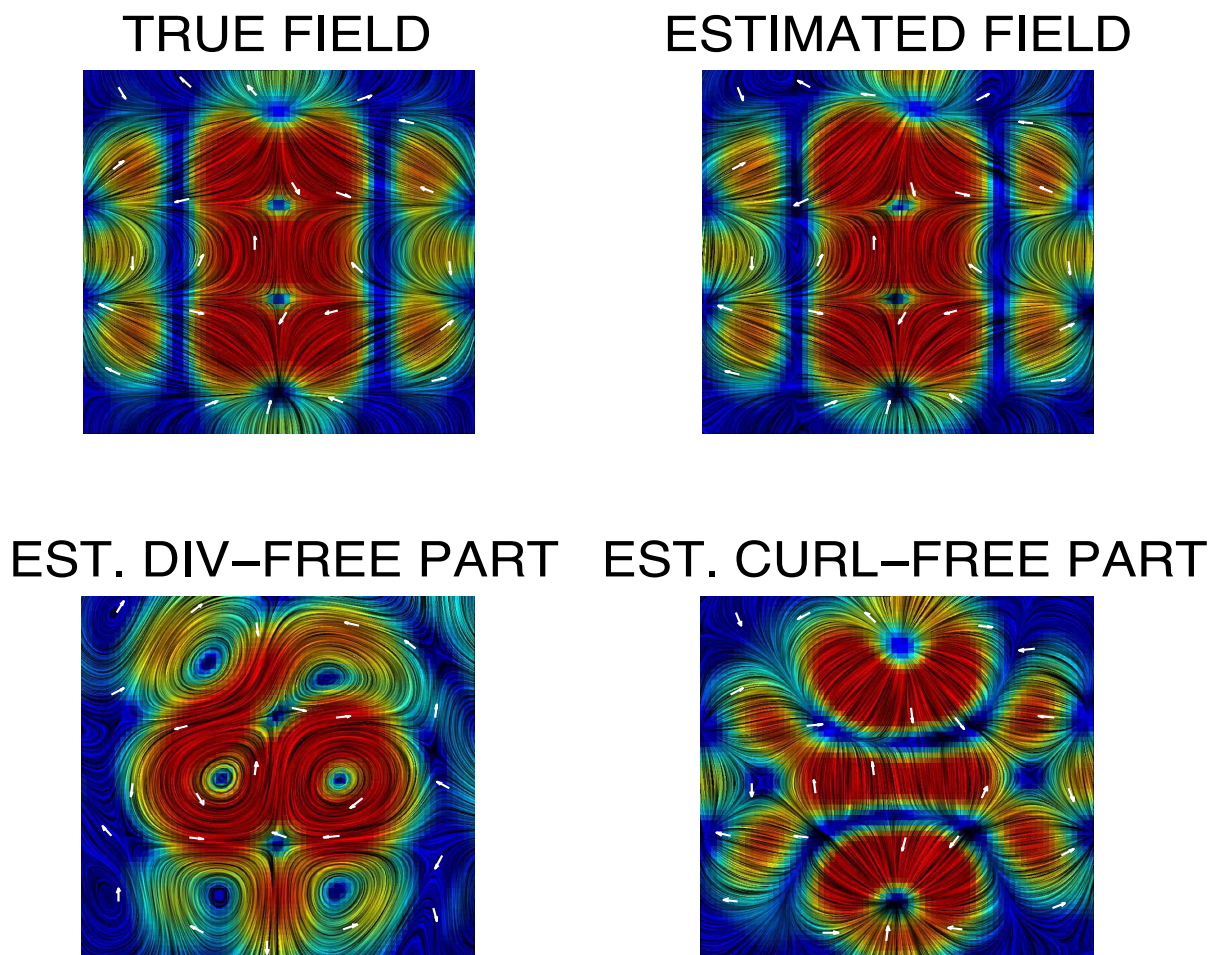 TRUE FIELD
ESTIMATED FIELD
EST. DIV−FREE PART
EST. CURL−FREE PART